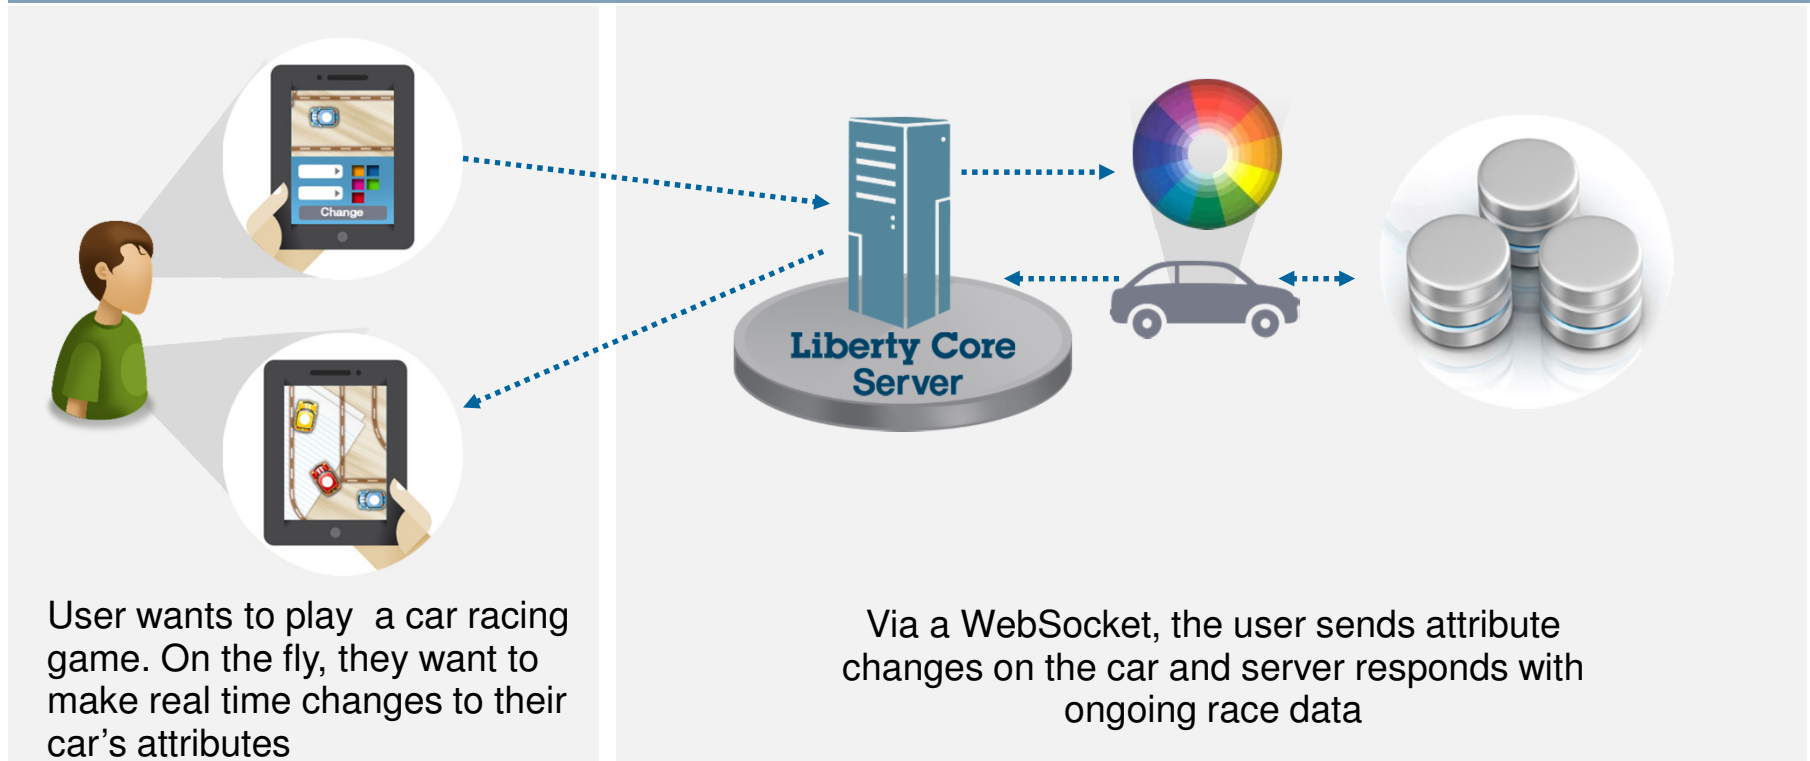 Change
Liberty Core
Server
User wants to play  a car racing
game. On the fly, they want to
make real time changes to their
car’s attributes
Via a WebSocket, the user sends attribute
changes on the car and server responds with
ongoing race data